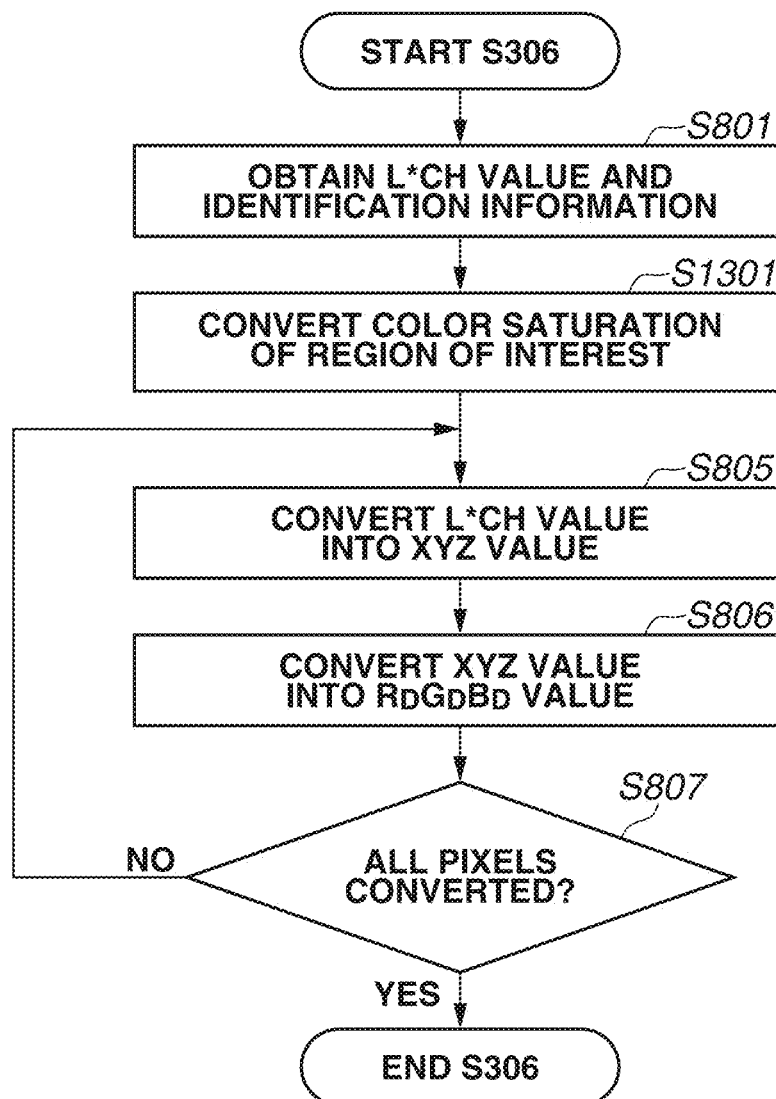 START S306
S801
OBTAIN L*CH VALUE AND
IDENTIFICATION INFORMATION
S1301
CONVERT COLOR SATURATION
OF REGION OF INTEREST
S805
CONVERT L*CH VALUE
INTO XYZ VALUE
S806
CONVERT XYZ VALUE
INTO RDGDBD VALUE
S807
NO
ALL PIXELS
CONVERTED?
YES
END S306